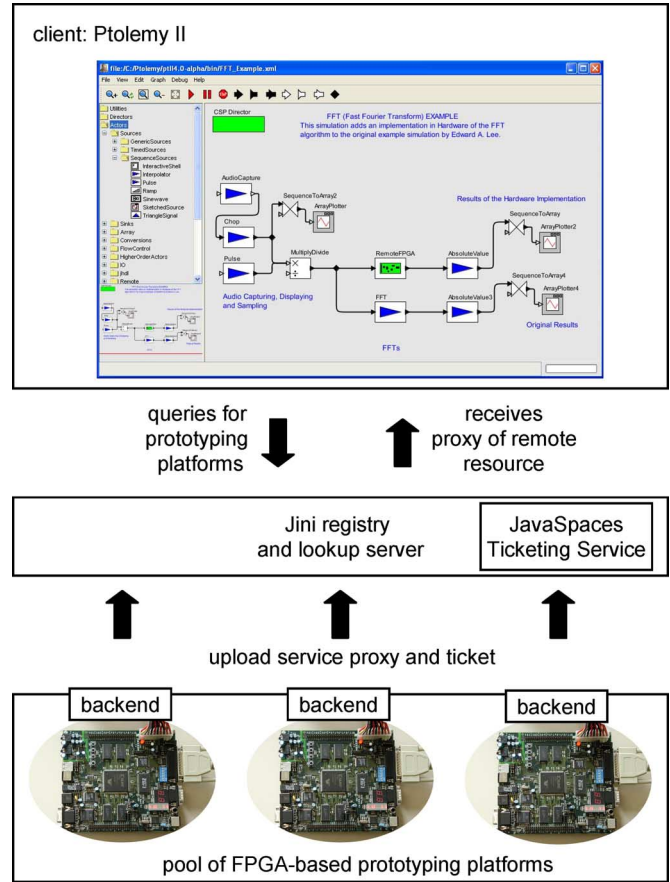 client: Ptolemy II
file:/C:/Ptolemy/ptII4.0-alpha/bin/FFT_Example.xml
File View Edit Graph Debug Help
Utilities
Directors
Actors
Sources
GenericSources
TimedSources
SequenceSources
InteractiveShell
Interpolator
Pulse
Ramp
Sinewave
SketchedSource
TriangleSignal
Sinks
Array
Conversions
FlowControl
HigherOrderActors
IO
Jhdl
Remote
CSP Director
FFT (Fast Fourier Transform) EXAMPLE
This simulation adds an implementation in Hardware of the FFT
algorithm to the original example simulation by Edward A. Lee.
AudioCapture
SequenceToArray2
ArrayPlotter
Chop
Pulse
MultiplyDivide
Audio Capturing, Displaying
and Sampling
RemoteFPGA
AbsoluteValue
Results of the Hardware Implementation
SequenceToArray
ArrayPlotter2
FFT
AbsoluteValue3
SequenceToArray4
ArrayPlotter4
Original Results
FFTs
queries for
prototyping
platforms
receives
proxy of remote
resource
Jini registry
and lookup server
JavaSpaces
Ticketing Service
upload service proxy and ticket
backend
backend
backend
pool of FPGA-based prototyping platforms